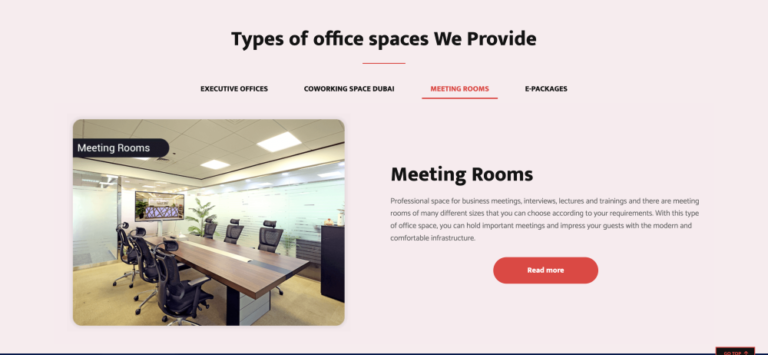 Types of office spaces We Provide
EXECUTIVE OFFICES
COWORKING SPACE DUBAI
MEETING ROOMS
E-PACKAGES
Meeting Rooms
Meeting Rooms
Professional space for business meetings, interviews, lectures and trainings and there are meeting
rooms of many different sizes that you can choose according to your requirements. With this type
of office space, you can hold important meetings and impress your guests with the modern and
comfortable infrastructure.
Read more